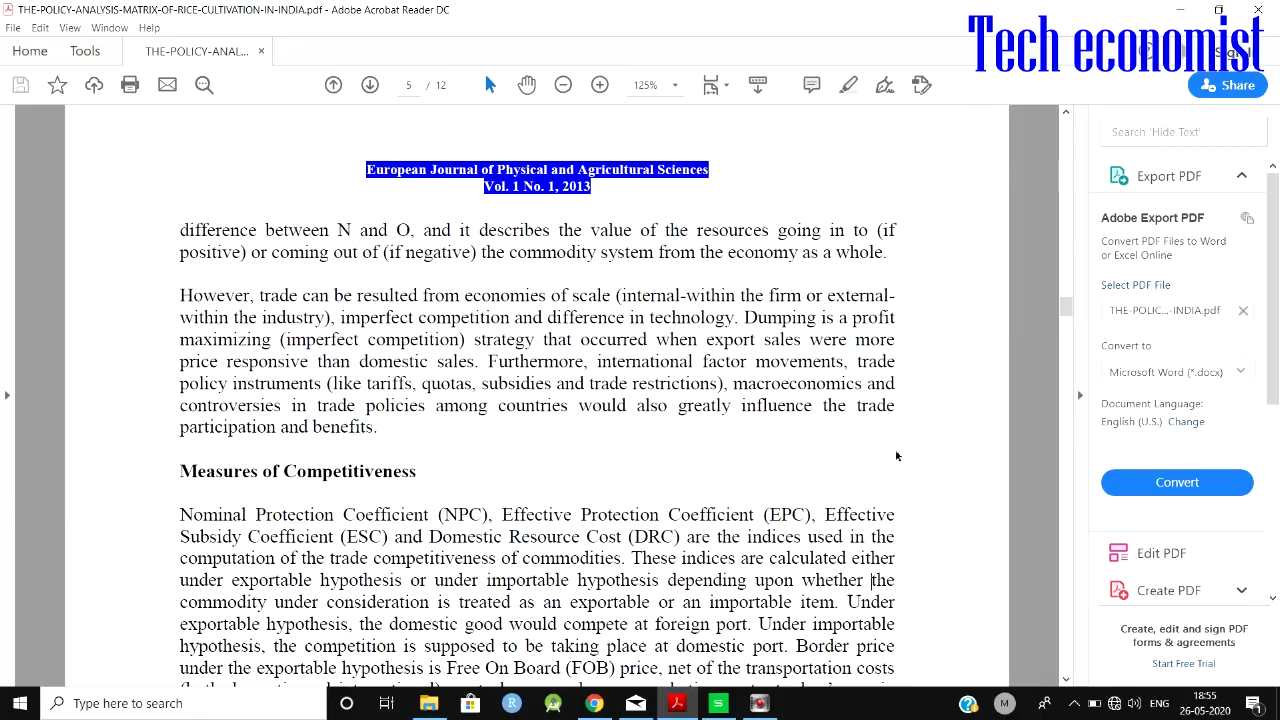 THE-POLICY-ANALYSIS-MATRIX-OF-RICE-CULTIVATION-IN-INDIA.pdf - Adobe Acrobat Reader DC
File Edit View Window Help
Tech economist
Home Tools THE-POLICY-ANAL... ×
5 / 12 125%
Share
European Journal of Physical and Agricultural Sciences
Vol. 1 No. 1, 2013
difference between N and O, and it describes the value of the resources going in to (if
positive) or coming out of (if negative) the commodity system from the economy as a whole.
However, trade can be resulted from economies of scale (internal-within the firm or external-
within the industry), imperfect competition and difference in technology. Dumping is a profit
maximizing (imperfect competition) strategy that occurred when export sales were more
price responsive than domestic sales. Furthermore, international factor movements, trade
policy instruments (like tariffs, quotas, subsidies and trade restrictions), macroeconomics and
controversies in trade policies among countries would also greatly influence the trade
participation and benefits.
Measures of Competitiveness
Nominal Protection Coefficient (NPC), Effective Protection Coefficient (EPC), Effective
Subsidy Coefficient (ESC) and Domestic Resource Cost (DRC) are the indices used in the
computation of the trade competitiveness of commodities. These indices are calculated either
under exportable hypothesis or under importable hypothesis depending upon whether the
commodity under consideration is treated as an exportable or an importable item. Under
exportable hypothesis, the domestic good would compete at foreign port. Under importable
hypothesis, the competition is supposed to be taking place at domestic port. Border price
under the exportable hypothesis is Free On Board (FOB) price, net of the transportation costs
Search 'Hide Text'
Export PDF
Adobe Export PDF
Convert PDF Files to Word
or Excel Online
Select PDF File
THE-POLIC...-INDIA.pdf
Convert to
Microsoft Word (*.docx)
Document Language:
English (U.S.) Change
Convert
Edit PDF
Create PDF
Create, edit and sign PDF
forms & agreements
Start Free Trial
Type here to search
ENG
18:55
26-05-2020